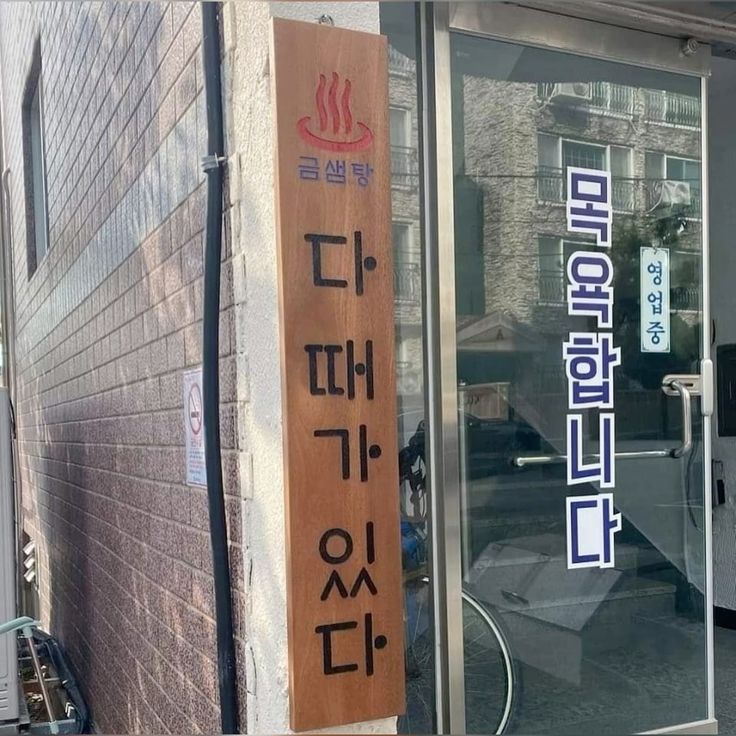 금샘탕
다 때가 있다
목욕합니다
영업중